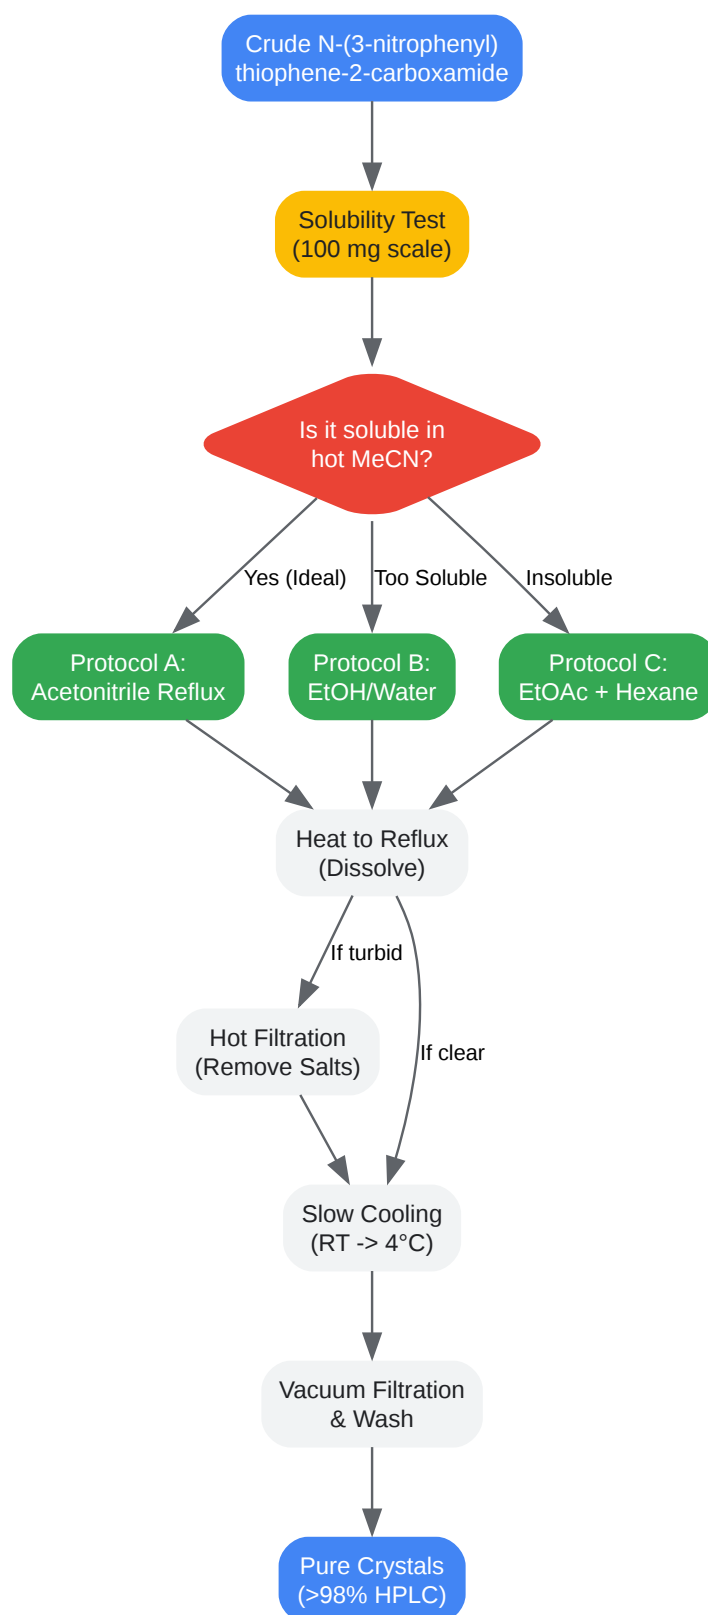 Crude N-(3-nitrophenyl)
thiophene-2-carboxamide
Solubility Test
(100 mg scale)
Is it soluble in
hot MeCN?
Yes (Ideal)
Too Soluble
Insoluble
Protocol A:
Acetonitrile Reflux
Protocol B:
EtOH/Water
Protocol C:
EtOAc + Hexane
Heat to Reflux
(Dissolve)
If turbid
Hot Filtration
(Remove Salts)
If clear
Slow Cooling
(RT -> 4°C)
Vacuum Filtration
& Wash
Pure Crystals
(>98% HPLC)